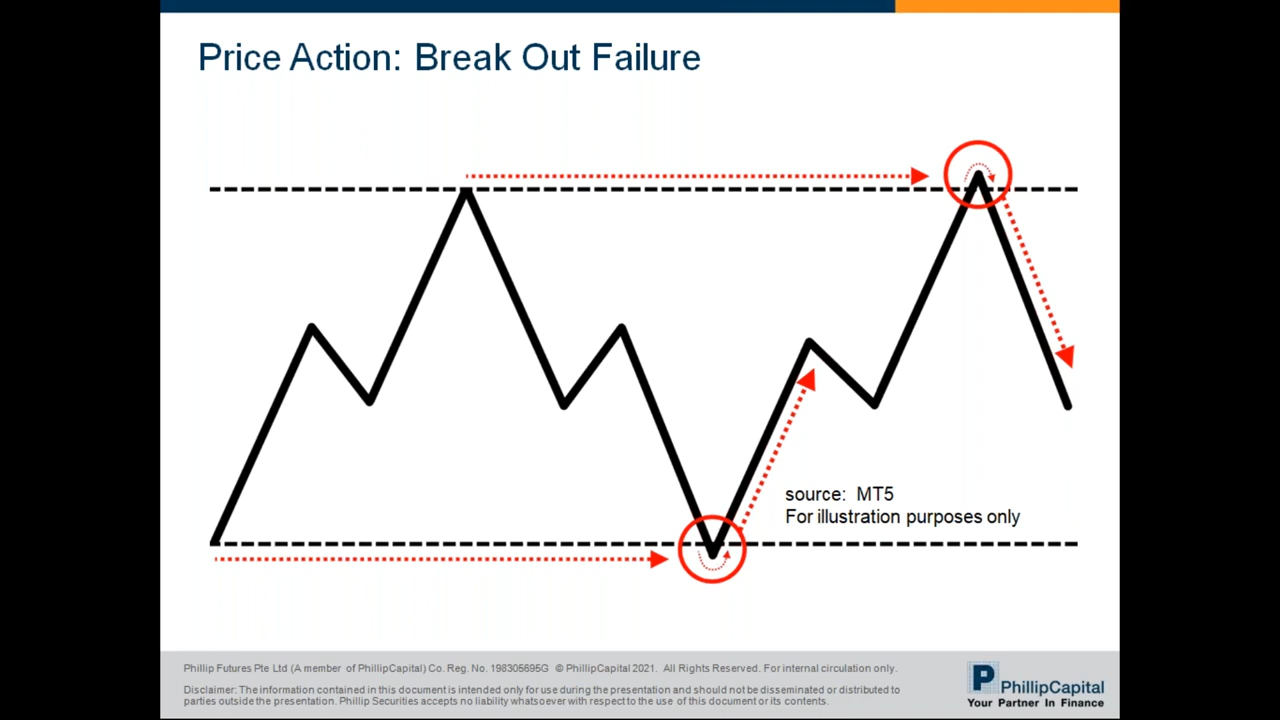 Price Action: Break Out Failure
source: MT5
For illustration purposes only
Phillip Futures Pte Ltd (A member of PhillipCapital) Co. Reg. No. 198305695G © PhillipCapital 2021. All Rights Reserved. For internal circulation only.
Disclaimer: The information contained in this document is intended only for use during the presentation and should not be disseminated or distributed to
parties outside the presentation. Phillip Securities accepts no liability whatsoever with respect to the use of this document or its contents.
P PhillipCapital
Your Partner In Finance